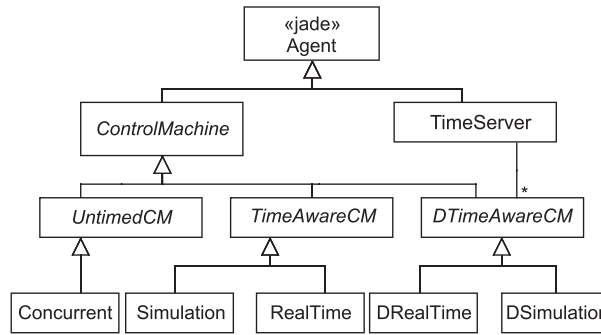 «jade»
Agent
ControlMachine
TimeServer
*
UntimedCM
TimeAwareCM
DTimeAwareCM
Concurrent
Simulation
RealTime
DRealTime
DSimulation